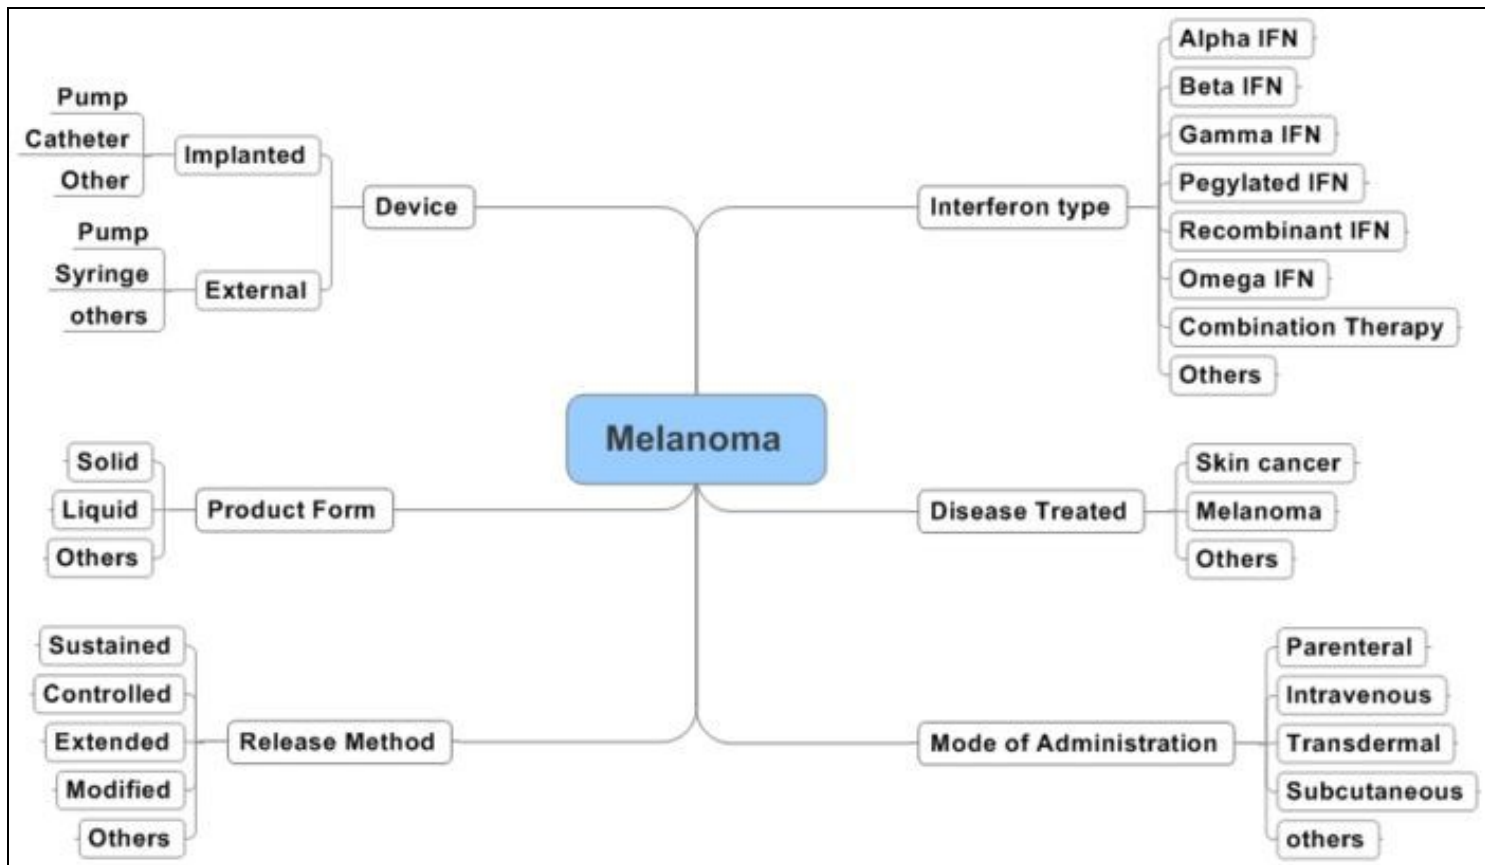 Melanoma
Device
Implanted
Pump
Catheter
Other
External
Pump
Syringe
others
Product Form
Solid
Liquid
Others
Release Method
Sustained
Controlled
Extended
Modified
Others
Interferon type
Alpha IFN
Beta IFN
Gamma IFN
Pegylated IFN
Recombinant IFN
Omega IFN
Combination Therapy
Others
Disease Treated
Skin cancer
Melanoma
Others
Mode of Administration
Parenteral
Intravenous
Transdermal
Subcutaneous
others